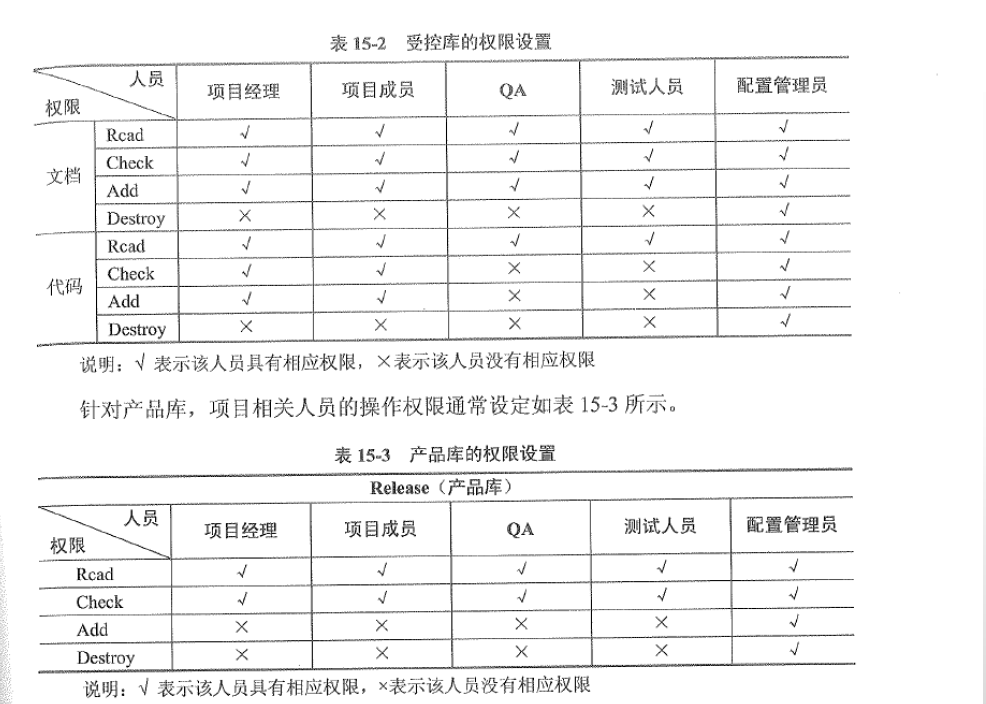 表 15-2 受控库的权限设置
人员
权限 项目经理 项目成员 QA 测试人员 配置管理员
文档 Rcad √ √ √ √ √
Check √ √ √ √ √
Add √ √ √ √ √
Destroy × × × × √
代码 Rcad √ √ √ √ √
Check √ √ × × √
Add √ √ × × √
Destroy × × × × √
说明：√ 表示该人员具有相应权限，×表示该人员没有相应权限
针对产品库，项目相关人员的操作权限通常设定如表 15-3 所示。
表 15-3 产品库的权限设置
Release（产品库）
人员
权限 项目经理 项目成员 QA 测试人员 配置管理员
Rcad √ √ √ √ √
Check √ √ √ √ √
Add × × × × √
Destroy × × × × √
说明：√ 表示该人员具有相应权限，×表示该人员没有相应权限